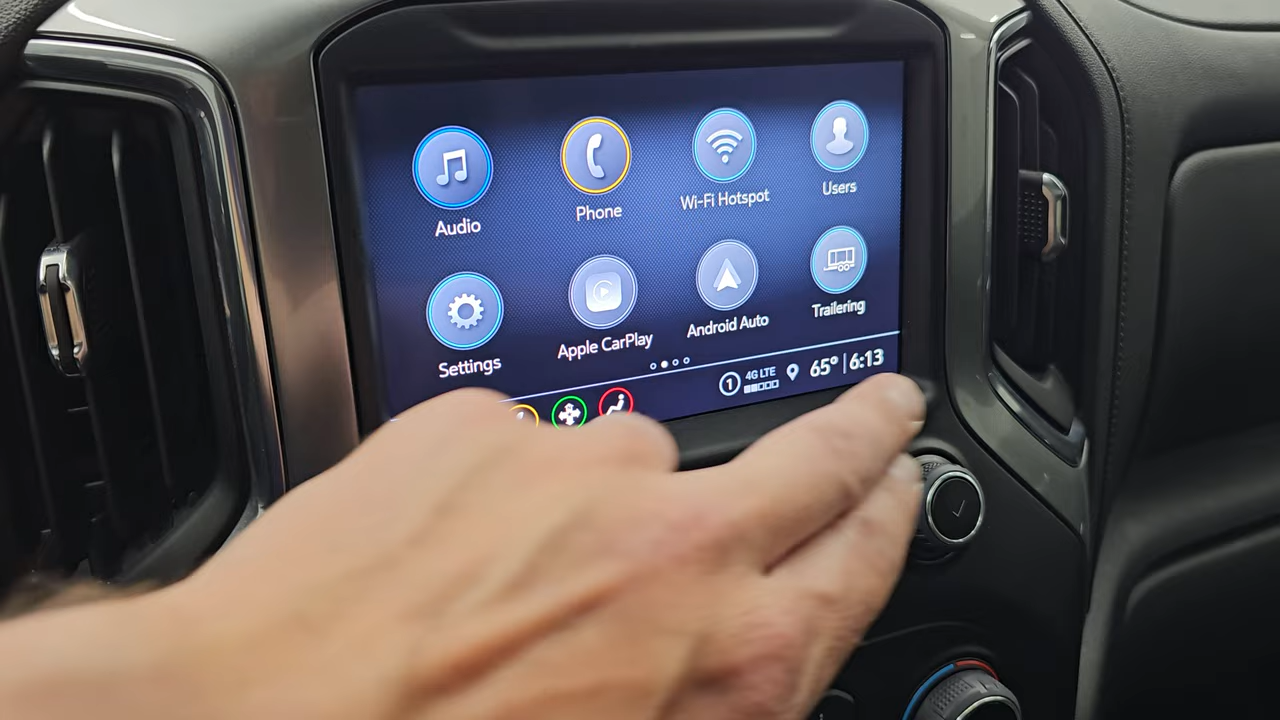 Audio
Phone
Wi-Fi Hotspot
Users
Settings
Apple CarPlay
Android Auto
Trailering
1 4G LTE 65° 6:13